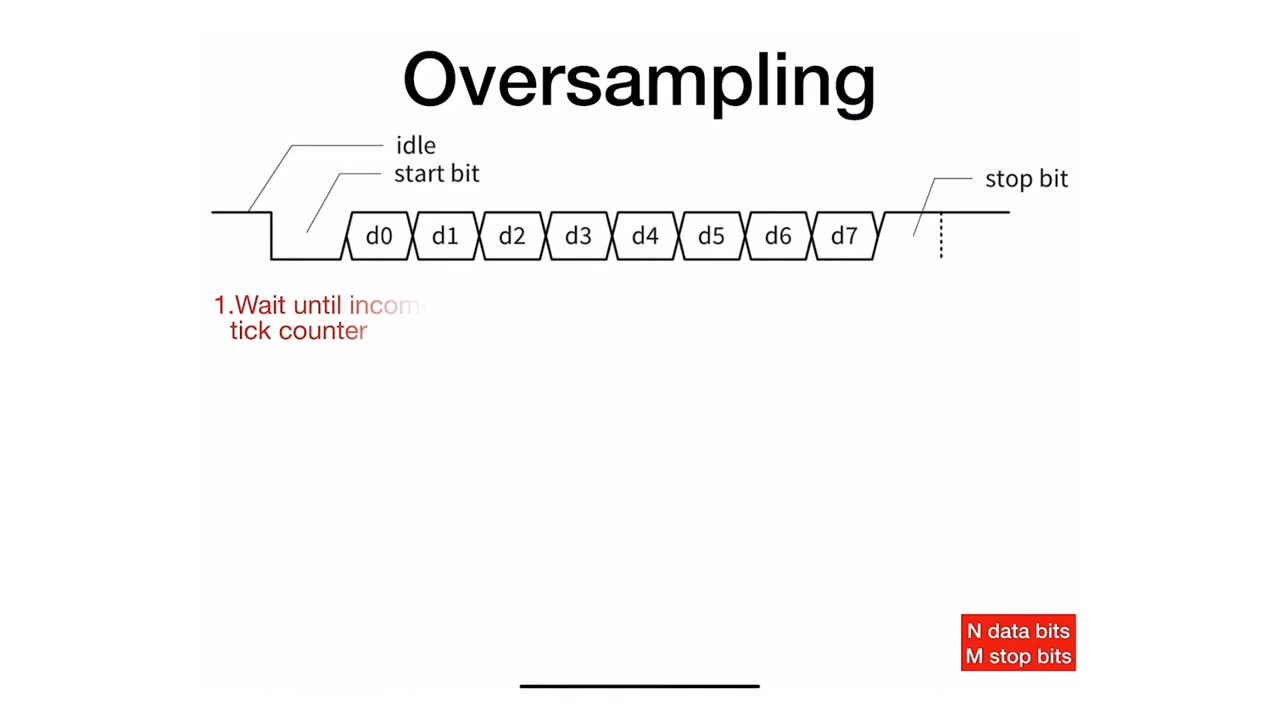 Oversampling
idle
start bit
stop bit
d0 d1 d2 d3 d4 d5 d6 d7
1.Wait until
tick counter
N data bits
M stop bits